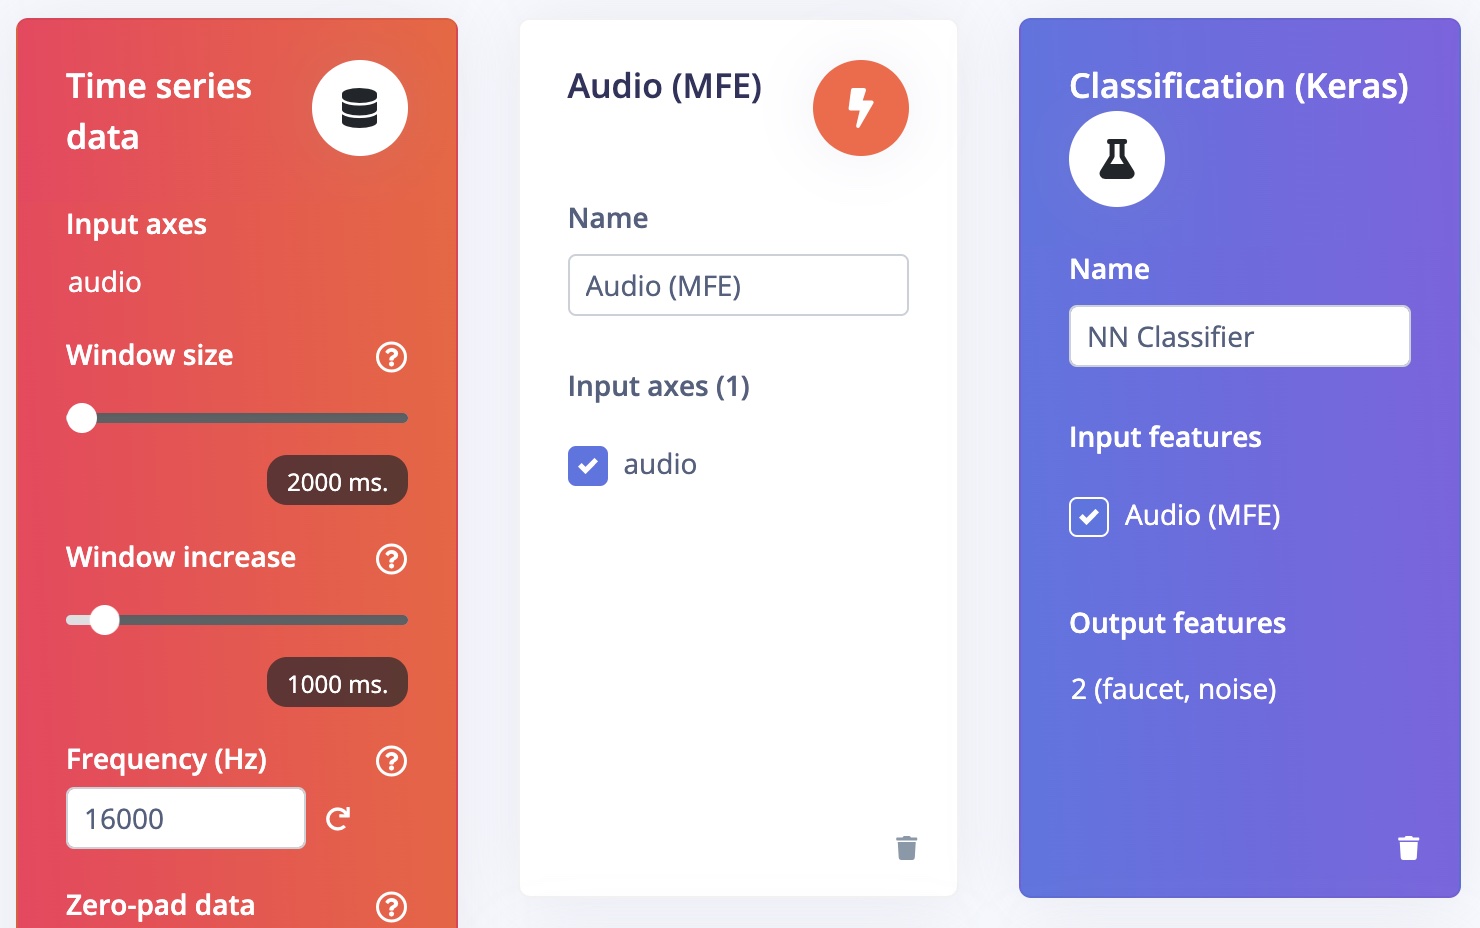 Time series
data
Input axes
audio
Window size
2000 ms.
Window increase
1000 ms.
Frequency (Hz)
16000
Zero-pad data
Audio (MFE)
Name
Audio (MFE)
Input axes (1)
audio
Classification (Keras)
Name
NN Classifier
Input features
Audio (MFE)
Output features
2 (faucet, noise)